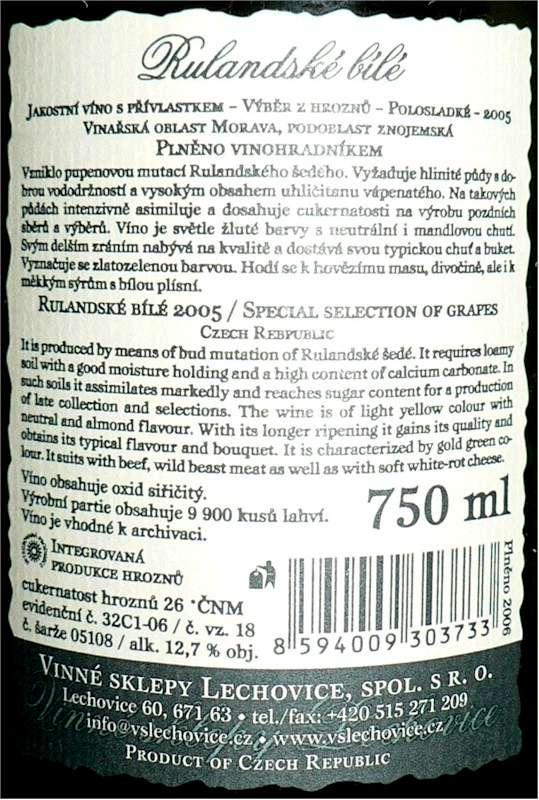 Rulandské bílé
Jakostní víno s přívlastkem – Výběr z hroznů – Polosladké - 2005
Vinařská oblast Morava, podoblast znojemská
Plněno vinohradníkem
Vzniklo pupenovou mutací Rulandského šedého. Vyžaduje hlinité půdy s do-
brou vododržností a vysokým obsahem uhličitanu vápenatého. Na takových
půdách intenzivně asimiluje a dosahuje cukernatosti na výrobu pozdních
sběrů a výběrů. Víno je světle žluté barvy s neutrální i mandlovou chutí.
Svým delším zráním nabývá na kvalitě a dostává svou typickou chuť a buket.
Vyznačuje se zlatozelenou barvou. Hodí se k hovězímu masu, divočině, ale i k
měkkým sýrům s bílou plísní.
Rulandské bílé 2005 / Special selection of grapes
Czech Rebpublic
It is produced by means of bud mutation of Rulandské šedé. It requires loamy
soil with a good moisture holding and a high content of calcium carbonate. In
such soils it assimilates markedly and reaches sugar content for a production
of late collection and selections. The wine is of light yellow colour with
neutral and almond flavour. With its longer ripening it gains its quality and
obtains its typical flavour and bouquet. It is characterized by gold green co-
lour. It suits with beef, wild beast meat as well as with soft white-rot cheese.
Víno obsahuje oxid siřičitý.
Výrobní partie obsahuje 9 900 kusů lahví.
Víno je vhodné k archivaci.
750 ml
Integrovaná
produkce hroznů
cukernatost hroznů 26 °ČNM
evidenční č. 32C1-06 / č. vz. 18
č. šarže 05108 / alk. 12,7 % obj.
8 594009 303733
Plněno 2006
Vinné sklepy Lechovice, spol. s r. o.
Lechovice 60, 671 63 • tel./fax: +420 515 271 209
info@vslechovice.cz • www.vslechovice.cz
Product of Czech Republic